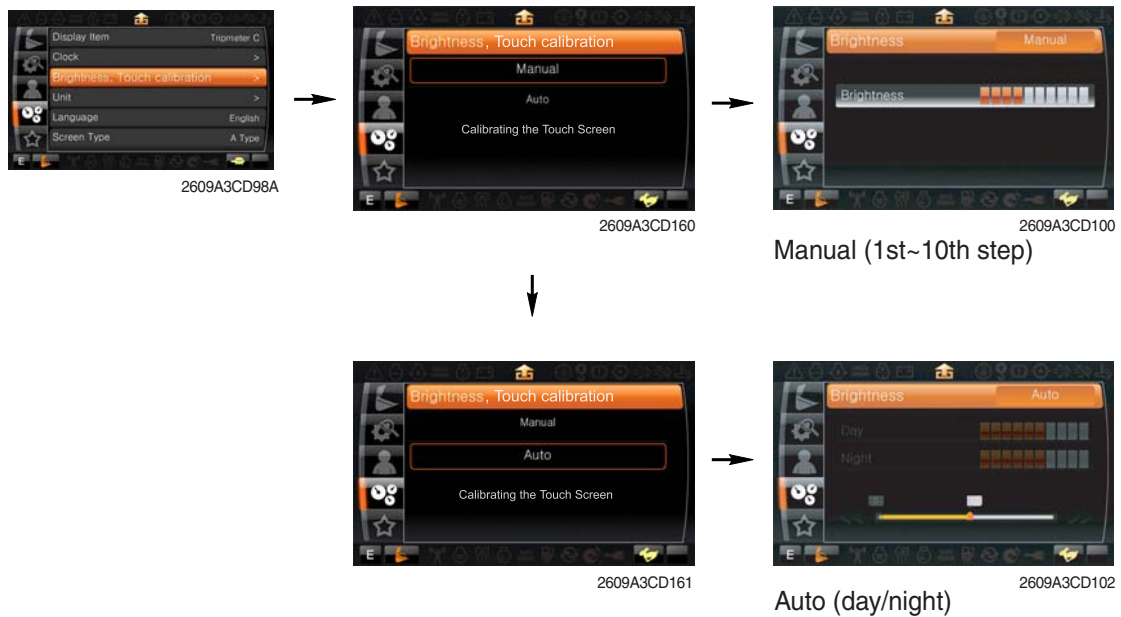 Display Item Tripmeter C
Clock >
Brightness, Touch calibration >
Unit >
Language English
Screen Type A Type
E
2609A3CD98A
Brightness, Touch calibration
Manual
Auto
Calibrating the Touch Screen
E
2609A3CD160
Brightness Manual
Brightness
E
2609A3CD100
Manual (1st~10th step)
Brightness, Touch calibration
Manual
Auto
Calibrating the Touch Screen
E
2609A3CD161
Brightness Auto
Day
Night
E
2609A3CD102
Auto (day/night)